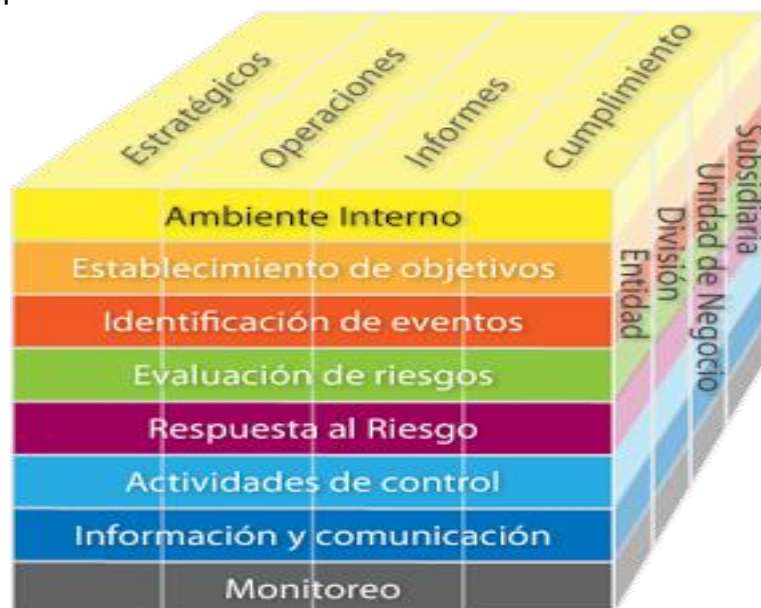 Estratégicos
Operaciones
Informes
Cumplimiento
Ambiente Interno
Establecimiento de objetivos
Identificación de eventos
Evaluación de riesgos
Respuesta al Riesgo
Actividades de control
Información y comunicación
Monitoreo
Entidad
División
Unidad de Negocio
Subsidiaria